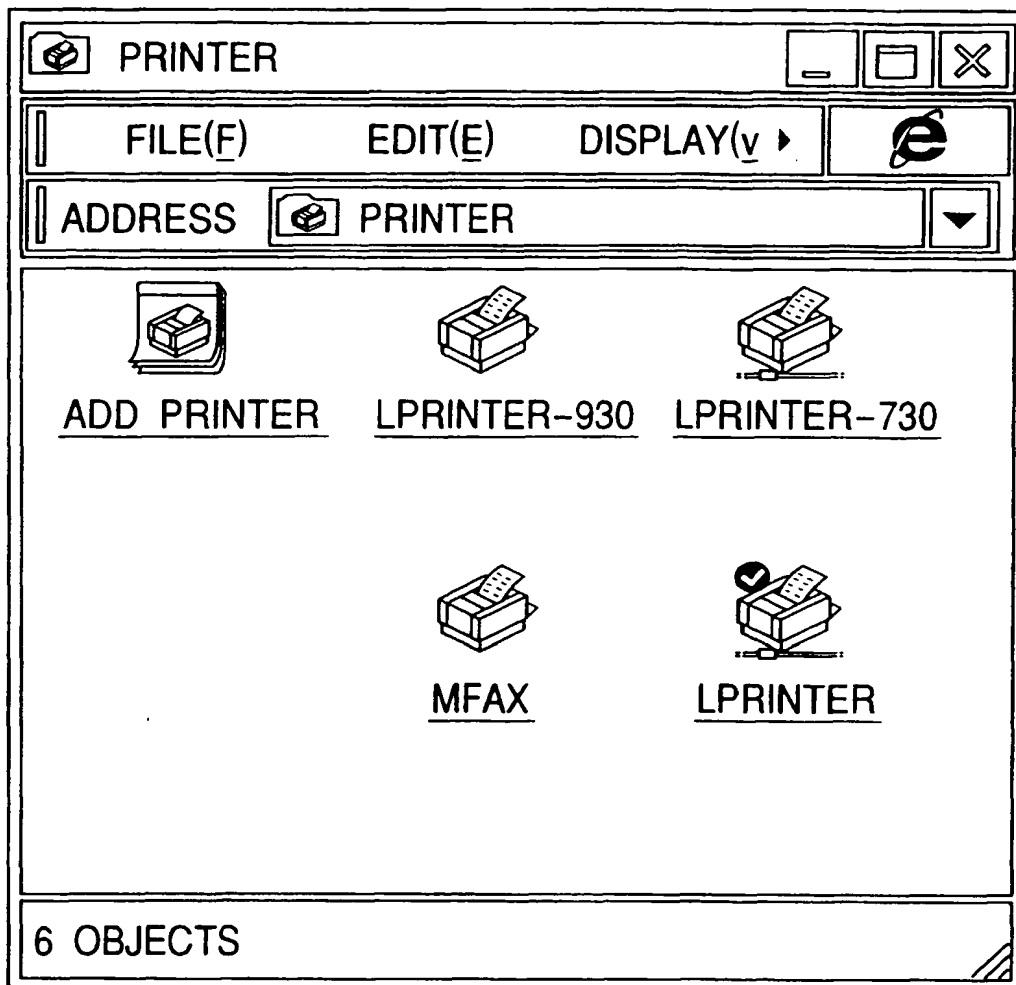 PRINTER
FILE(F) EDIT(E) DISPLAY(v
ADDRESS PRINTER
ADD PRINTER LPRINTER-930 LPRINTER-730
MFAX LPRINTER
6 OBJECTS